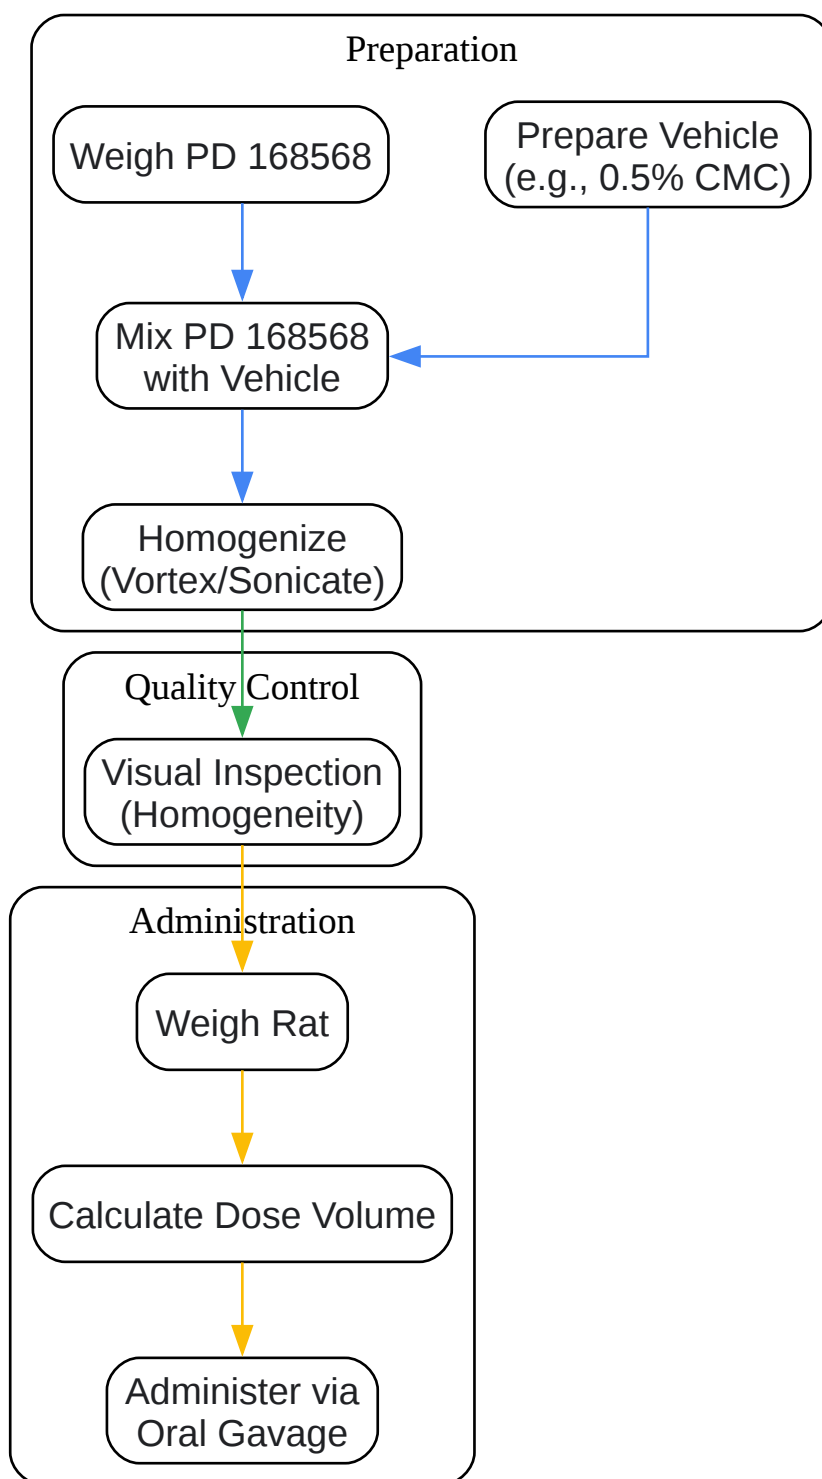 Preparation
Weigh PD 168568
Prepare Vehicle
(e.g., 0.5% CMC)
Mix PD 168568
with Vehicle
Homogenize
(Vortex/Sonicate)
Quality Control
Visual Inspection
(Homogeneity)
Administration
Weigh Rat
Calculate Dose Volume
Administer via
Oral Gavage